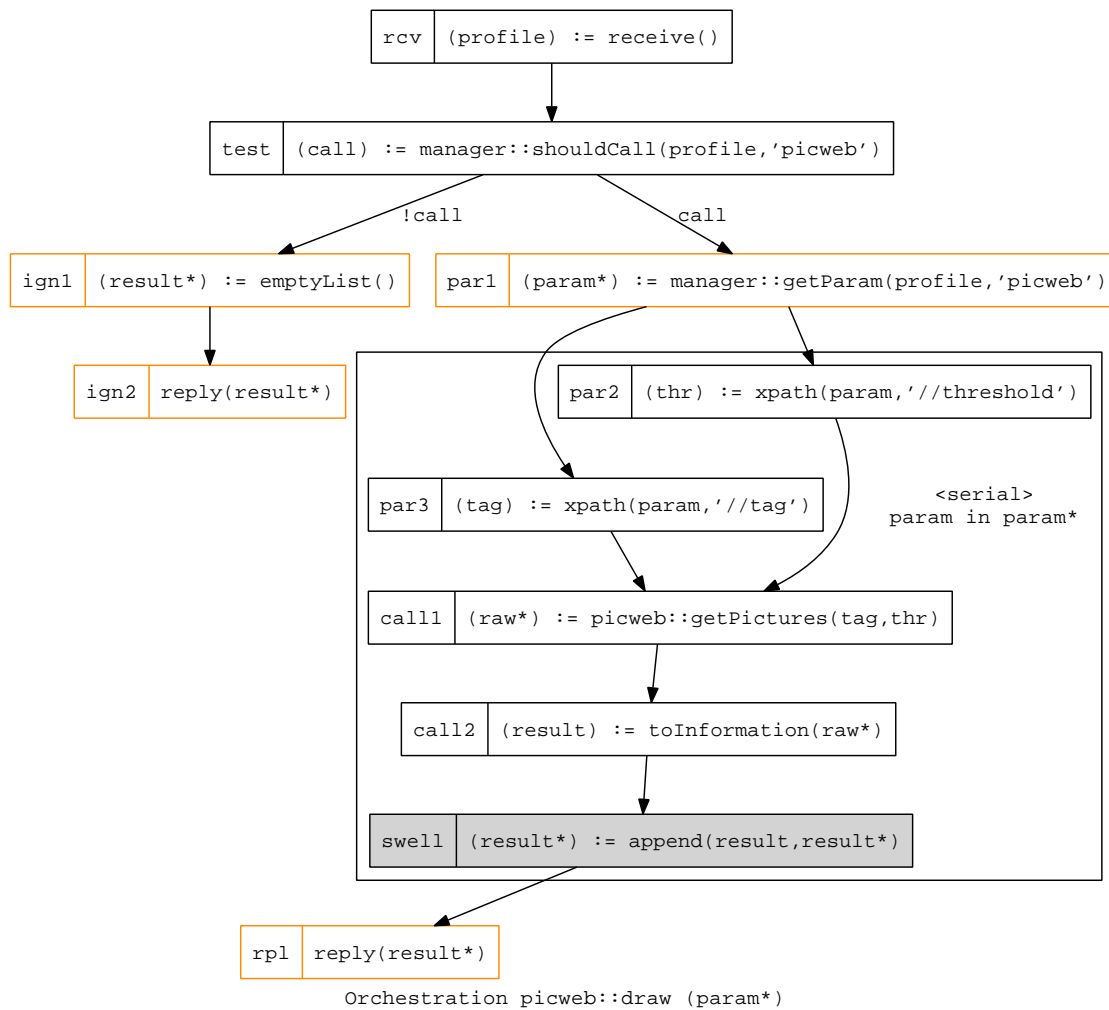 rcv (profile) := receive()
test (call) := manager::shouldCall(profile,'picweb')
!call call
ign1 (result*) := emptyList() par1 (param*) := manager::getParam(profile,'picweb')
ign2 reply(result*) par2 (thr) := xpath(param,'//threshold')
par3 (tag) := xpath(param,'//tag')
<serial>
param in param*
call1 (raw*) := picweb::getPictures(tag,thr)
call2 (result) := toInformation(raw*)
swell (result*) := append(result,result*)
rpl reply(result*)
Orchestration picweb::draw (param*)